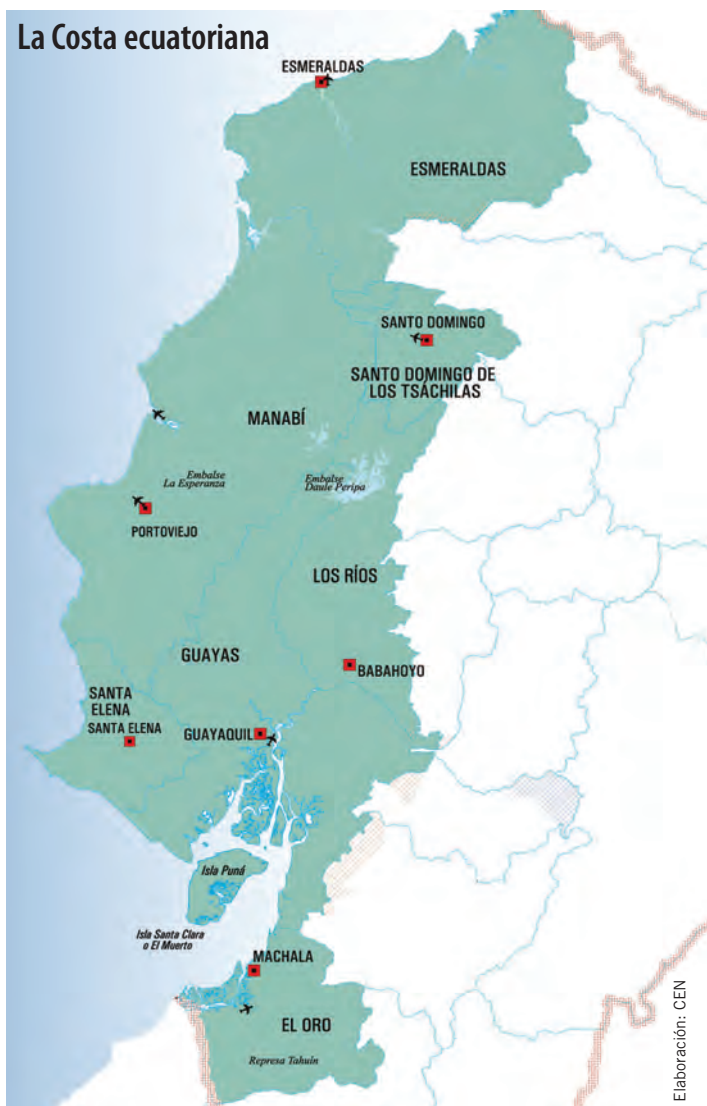 La Costa ecuatoriana
ESMERALDAS
ESMERALDAS
SANTO DOMINGO
SANTO DOMINGO DE
LOS TSÁCHILAS
MANABÍ
Embalse
La Esperanza
Embalse
Daule Peripa
PORTOVIEJO
LOS RÍOS
GUAYAS
BABAHOYO
SANTA
ELENA
SANTA ELENA
GUAYAQUIL
Isla Puná
Isla Santa Clara
o El Muerto
MACHALA
EL ORO
Represa Tahuín
Elaboración: CEN